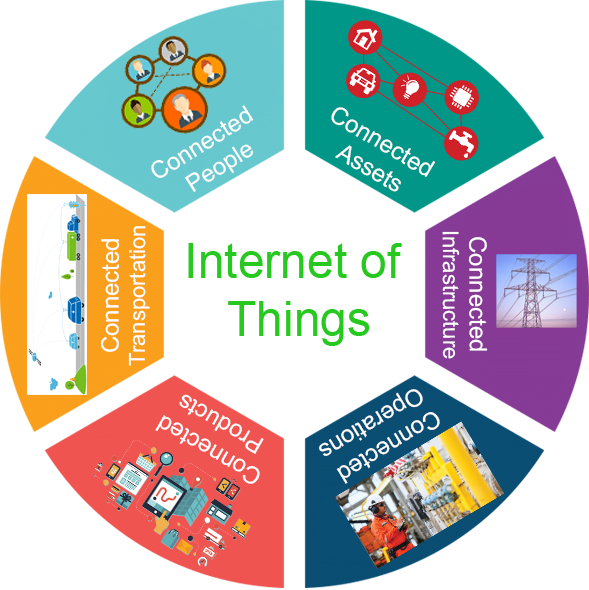 Connected
People
Connected
Assets
Connected
Infrastructure
Connected
Operations
Connected
Products
Connected
Transportation
Internet of
Things